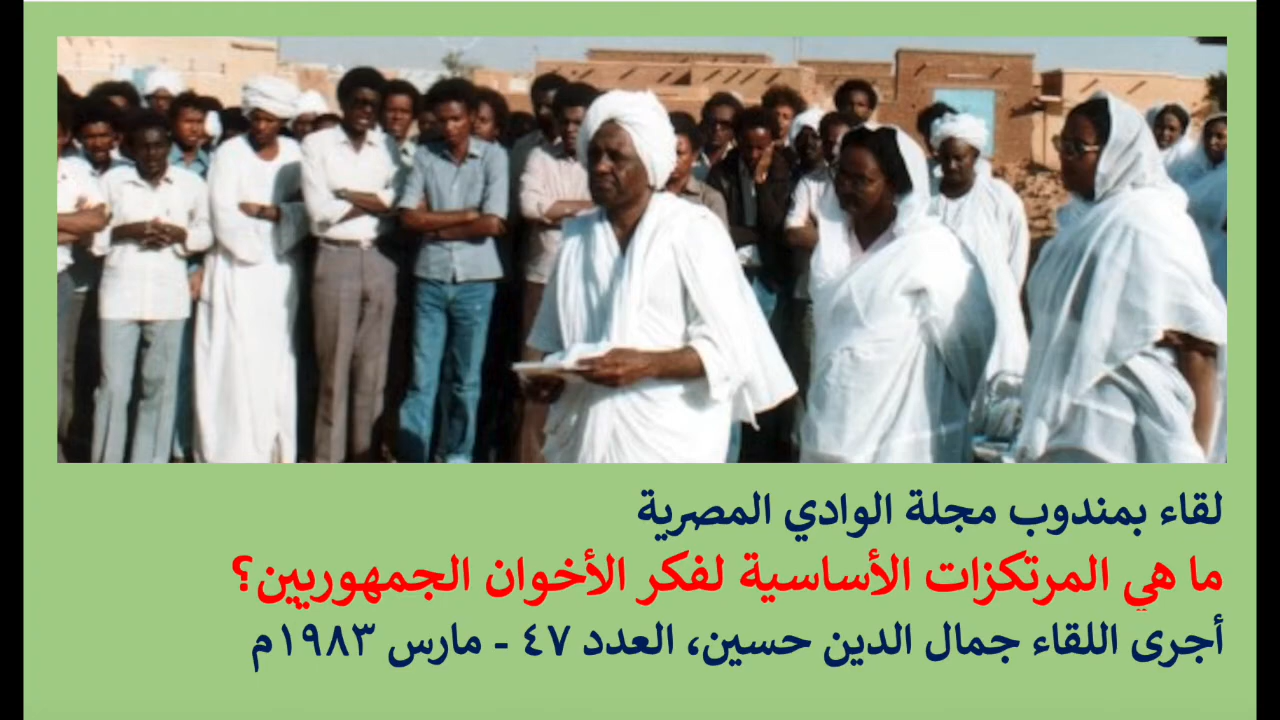 لقاء بمندوب مجلة الوادي المصرية
ما هي المرتكزات الأساسية لفكر الأخوان الجمهوريين؟
أجرى اللقاء جمال الدين حسين، العدد ٤٧ - مارس ١٩٨٣م